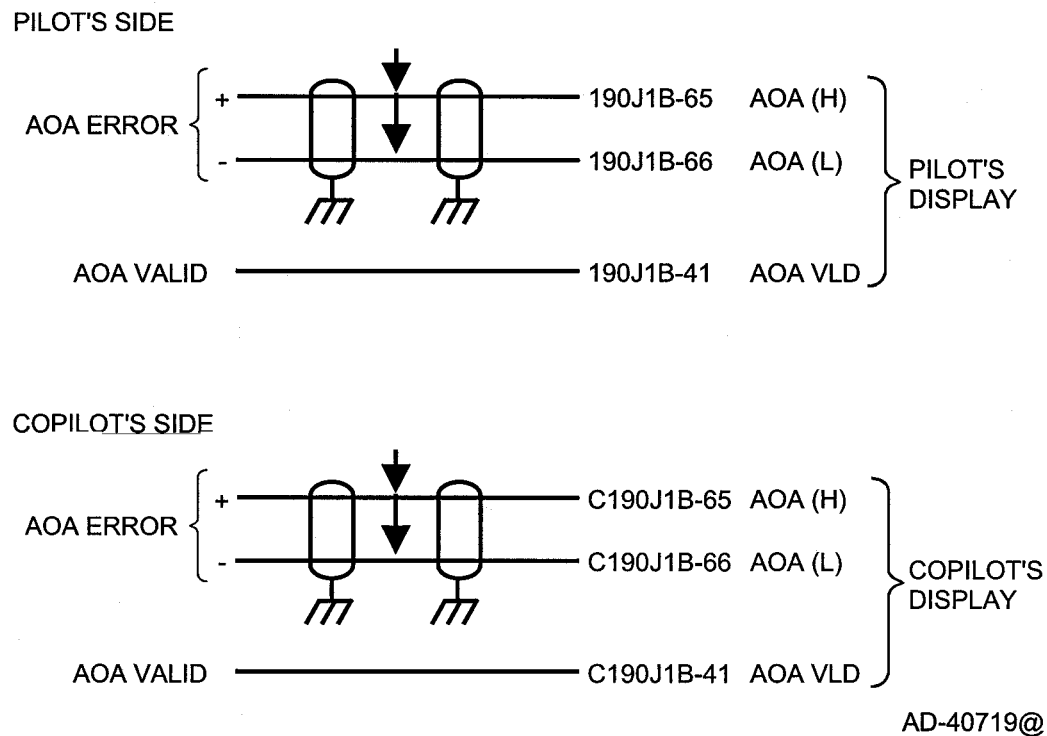 PILOT'S SIDE
+ 190J1B-65 AOA (H)
AOA ERROR
- 190J1B-66 AOA (L)
PILOT'S
DISPLAY
AOA VALID 190J1B-41 AOA VLD
COPILOT'S SIDE
+ C190J1B-65 AOA (H)
AOA ERROR
- C190J1B-66 AOA (L)
COPILOT'S
DISPLAY
AOA VALID C190J1B-41 AOA VLD
AD-40719@